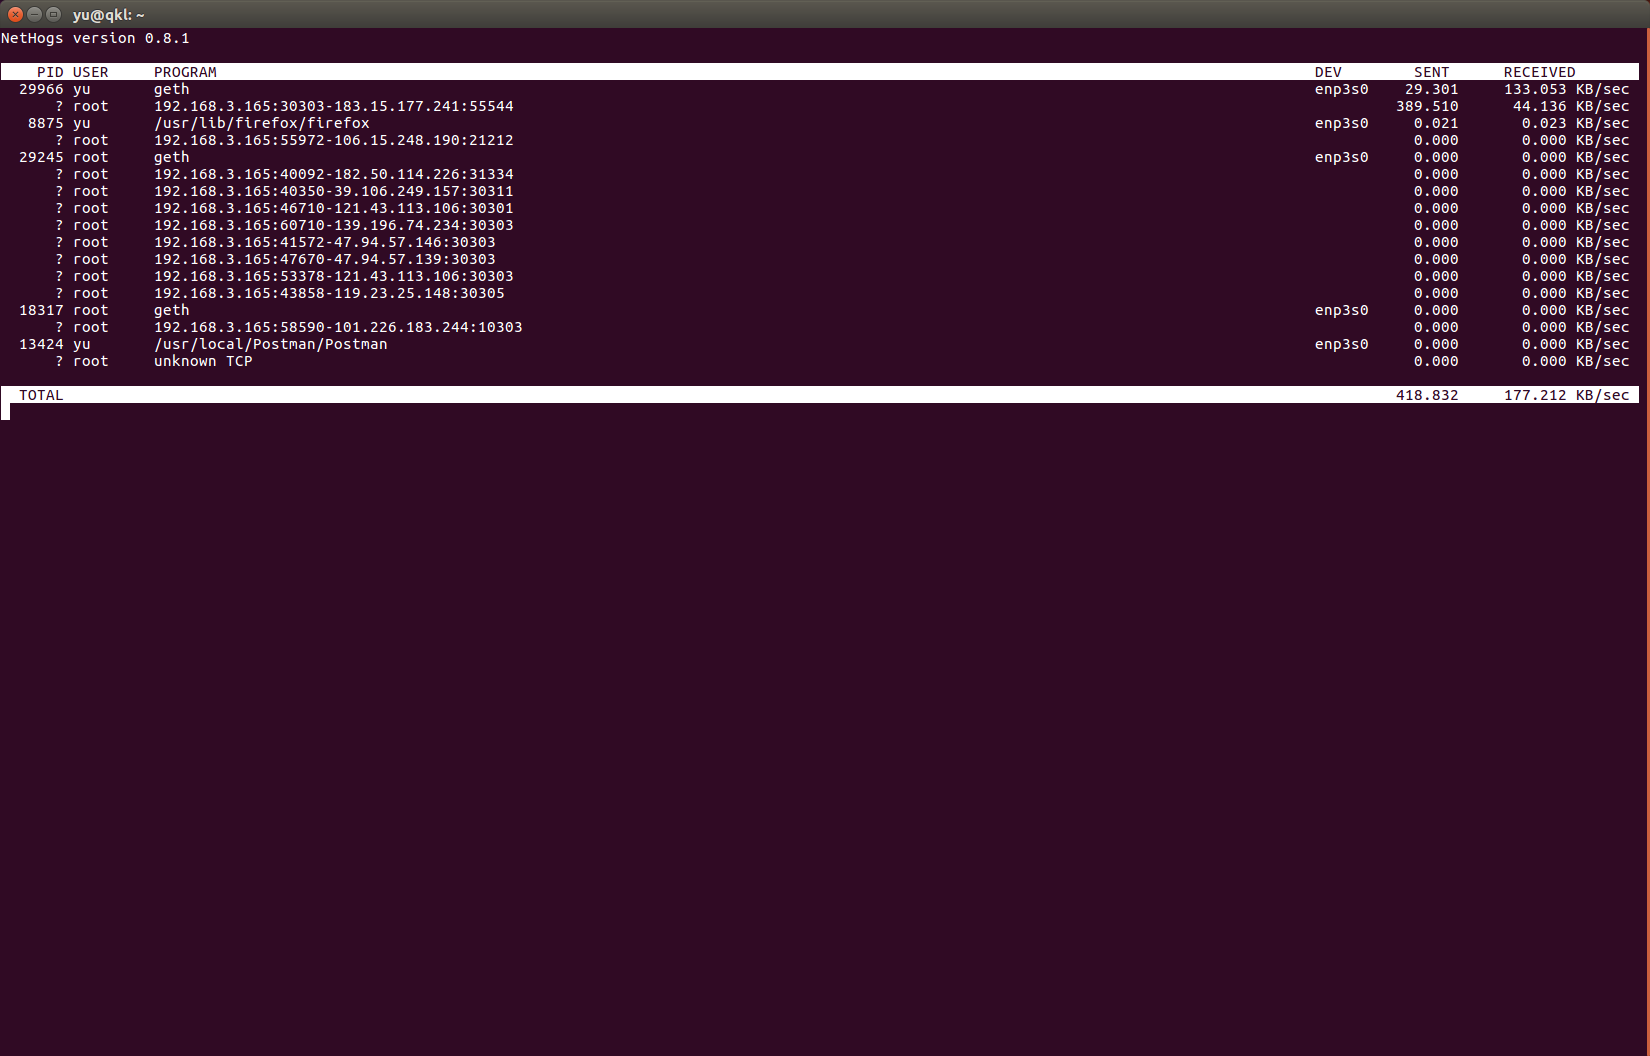 yu@qkl: ~
NetHogs version 0.8.1
PID USER PROGRAM DEV SENT RECEIVED
29966 yu geth enp3s0 29.301 133.053 KB/sec
? root 192.168.3.165:30303-183.15.177.241:55544 389.510 44.136 KB/sec
8875 yu /usr/lib/firefox/firefox enp3s0 0.021 0.023 KB/sec
? root 192.168.3.165:55972-106.15.248.190:21212 0.000 0.000 KB/sec
29245 root geth enp3s0 0.000 0.000 KB/sec
? root 192.168.3.165:40092-182.50.114.226:31334 0.000 0.000 KB/sec
? root 192.168.3.165:40350-39.106.249.157:30311 0.000 0.000 KB/sec
? root 192.168.3.165:46710-121.43.113.106:30301 0.000 0.000 KB/sec
? root 192.168.3.165:60710-139.196.74.234:30303 0.000 0.000 KB/sec
? root 192.168.3.165:41572-47.94.57.146:30303 0.000 0.000 KB/sec
? root 192.168.3.165:47670-47.94.57.139:30303 0.000 0.000 KB/sec
? root 192.168.3.165:53378-121.43.113.106:30303 0.000 0.000 KB/sec
? root 192.168.3.165:43858-119.23.25.148:30305 0.000 0.000 KB/sec
18317 root geth enp3s0 0.000 0.000 KB/sec
? root 192.168.3.165:58590-101.226.183.244:10303 0.000 0.000 KB/sec
13424 yu /usr/local/Postman/Postman enp3s0 0.000 0.000 KB/sec
? root unknown TCP 0.000 0.000 KB/sec
TOTAL 418.832 177.212 KB/sec